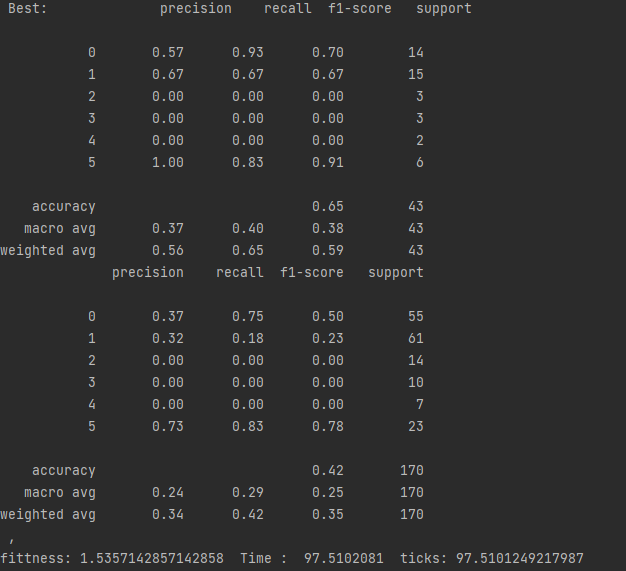 Best: precision recall f1-score support
0 0.57 0.93 0.70 14
1 0.67 0.67 0.67 15
2 0.00 0.00 0.00 3
3 0.00 0.00 0.00 3
4 0.00 0.00 0.00 2
5 1.00 0.83 0.91 6
accuracy 0.65 43
macro avg 0.37 0.40 0.38 43
weighted avg 0.56 0.65 0.59 43
precision recall f1-score support
0 0.37 0.75 0.50 55
1 0.32 0.18 0.23 61
2 0.00 0.00 0.00 14
3 0.00 0.00 0.00 10
4 0.00 0.00 0.00 7
5 0.73 0.83 0.78 23
accuracy 0.42 170
macro avg 0.24 0.29 0.25 170
weighted avg 0.34 0.42 0.35 170
,
fittness: 1.5357142857142858 Time : 97.5102081 ticks: 97.5101249217987